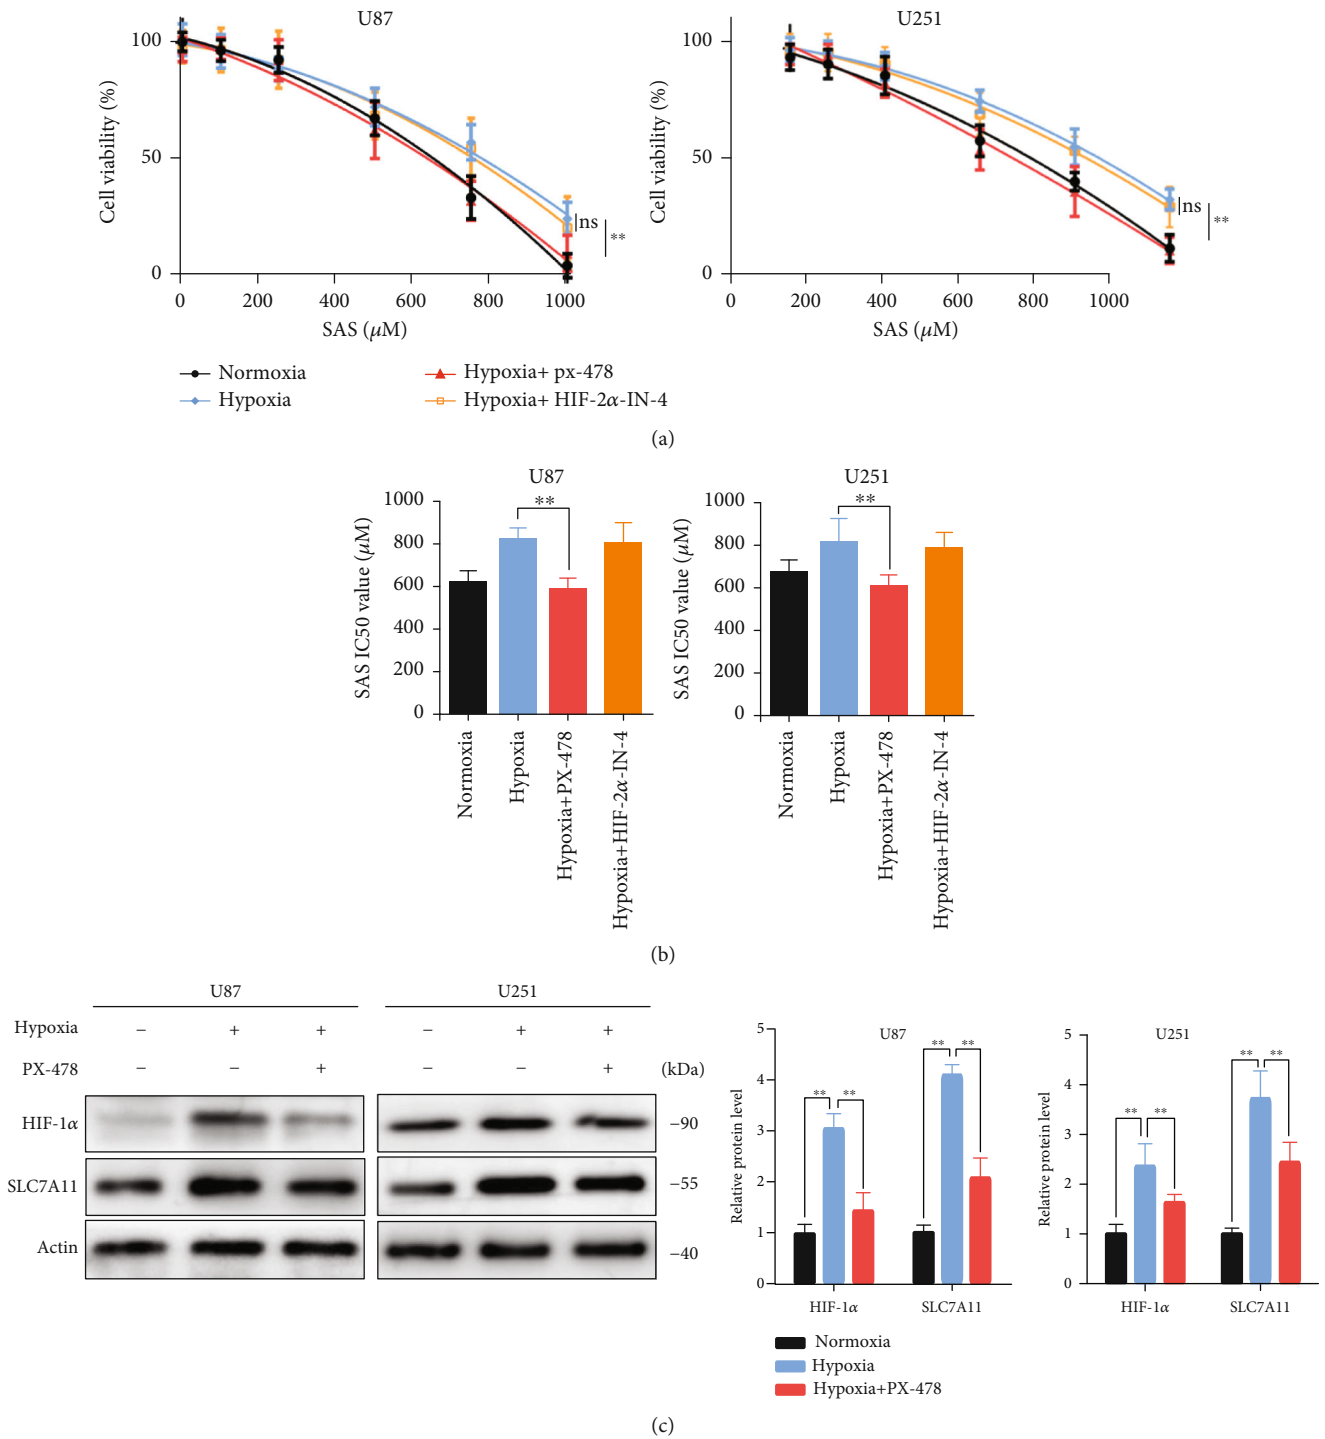 U87
Cell viability (%)
100
50
0
0 200 400 600 800 1000
SAS (μM)
ns
**
U251
Cell viability (%)
100
50
0
0 200 400 600 800 1000
SAS (μM)
ns
**
Normoxia
Hypoxia
Hypoxia+ px-478
Hypoxia+ HIF-2α-IN-4
(a)
U87
SAS IC50 value (μM)
1000
800
600
400
200
0
**
Normoxia
Hypoxia
Hypoxia+PX-478
Hypoxia+HIF-2α-IN-4
U251
SAS IC50 value (μM)
1000
800
600
400
200
0
**
Normoxia
Hypoxia
Hypoxia+PX-478
Hypoxia+HIF-2α-IN-4
(b)
U87 U251
Hypoxia − + + − + +
PX-478 − − + − − + (kDa)
HIF-1α −90
SLC7A11 −55
Actin −40
U87
Relative protein level
5
4
3
2
1
0
** **
** **
HIF-1α SLC7A11
U251
Relative protein level
5
4
3
2
1
0
** **
** **
HIF-1α SLC7A11
Normoxia
Hypoxia
Hypoxia+PX-478
(c)